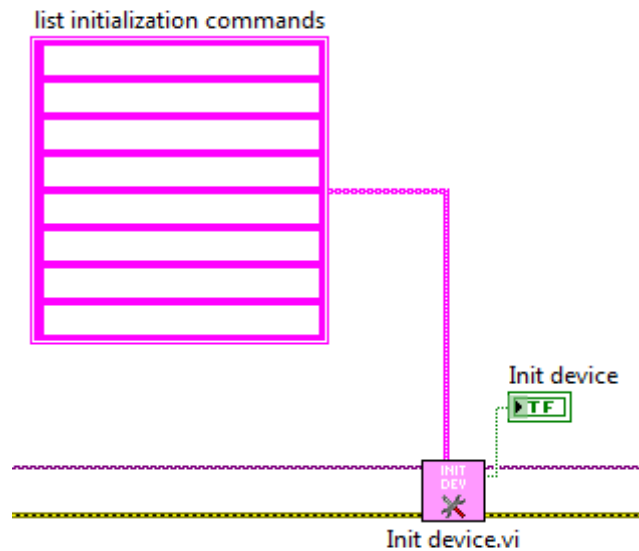 list initialization commands
Init device
TF
INIT
DEV
Init device.vi